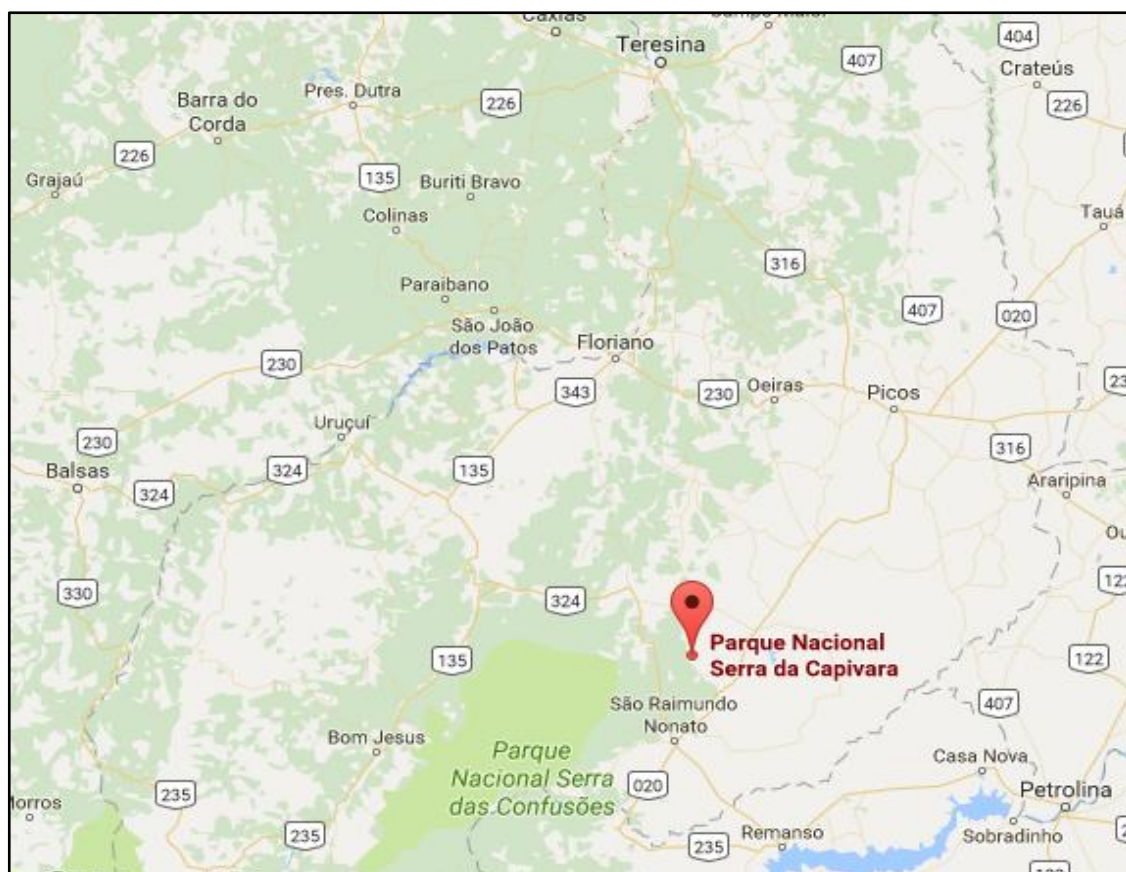 Caxias
Teresina
404
407
Crateús
Pres. Dutra
Barra do
Corda
226
226
226
135
Grajaú
Buriti Bravo
Colinas
Tauá
316
Paraibano
407
020
São João
dos Patos
Floriano
230
343
230
Oeiras
Picos
Uruçuí
230
316
Balsas
324
324
135
Araripina
330
324
Parque Nacional
Serra da Capivara
135
122
São Raimundo
Nonato
407
Bom Jesus
Parque
Nacional Serra
das Confusões
Casa Nova
020
235
Petrolina
235
Remanso
Sobradinho
235